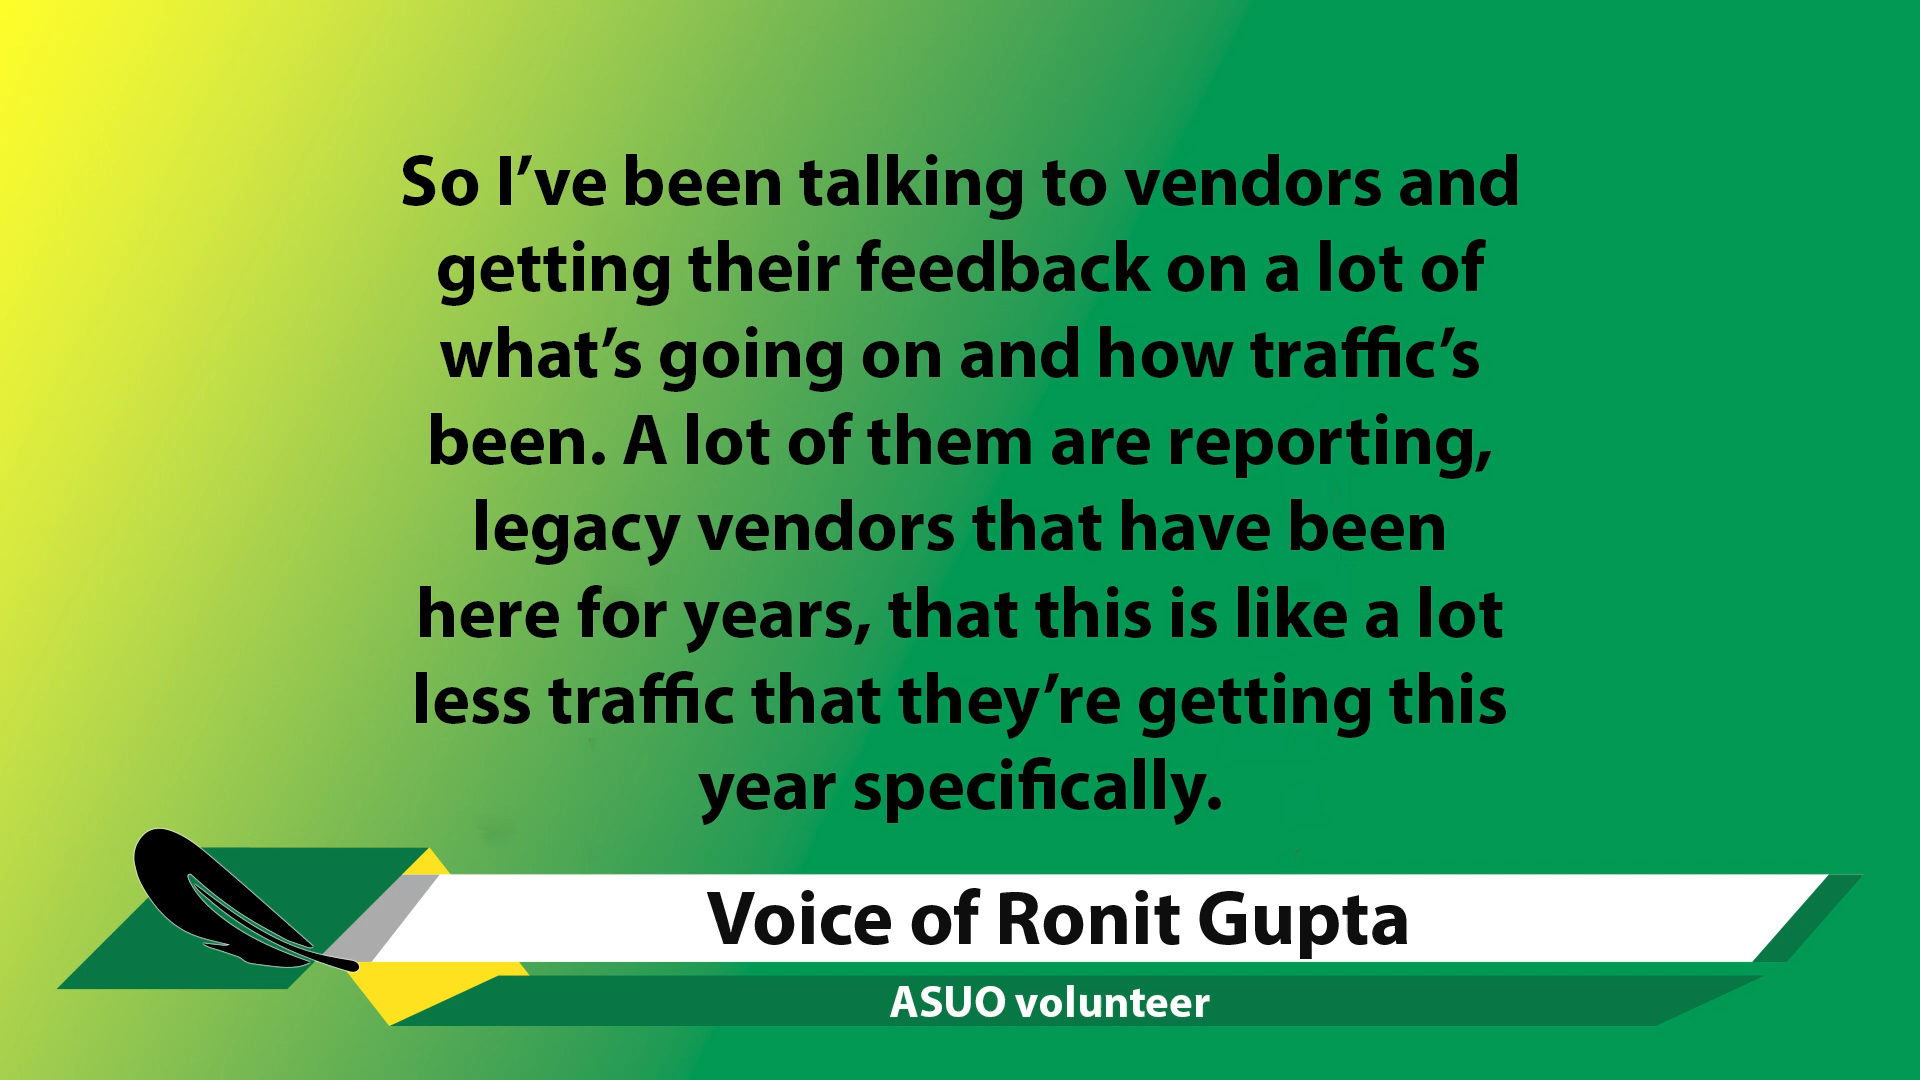 So I’ve been talking to vendors and
getting their feedback on a lot of
what’s going on and how traffic’s
been. A lot of them are reporting,
legacy vendors that have been
here for years, that this is like a lot
less traffic that they’re getting this
year specifically.
Voice of Ronit Gupta
ASUO volunteer